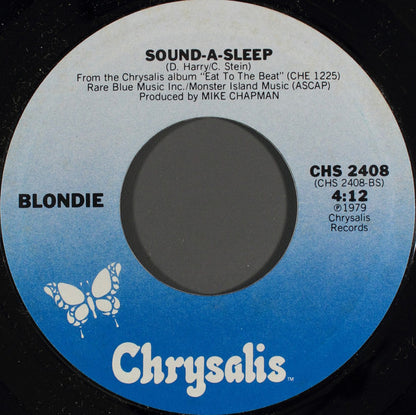 SOUND-A-SLEEP
(D. Harry/C. Stein)
From the Chrysalis album "Eat To The Beat" (CHE 1225)
Rare Blue Music Inc./Monster Island Music (ASCAP)
Produced by MIKE CHAPMAN
BLONDIE
CHS 2408
(CHS 2408-BS)
4:12
℗1979
Chrysalis
Records
Chrysalis™